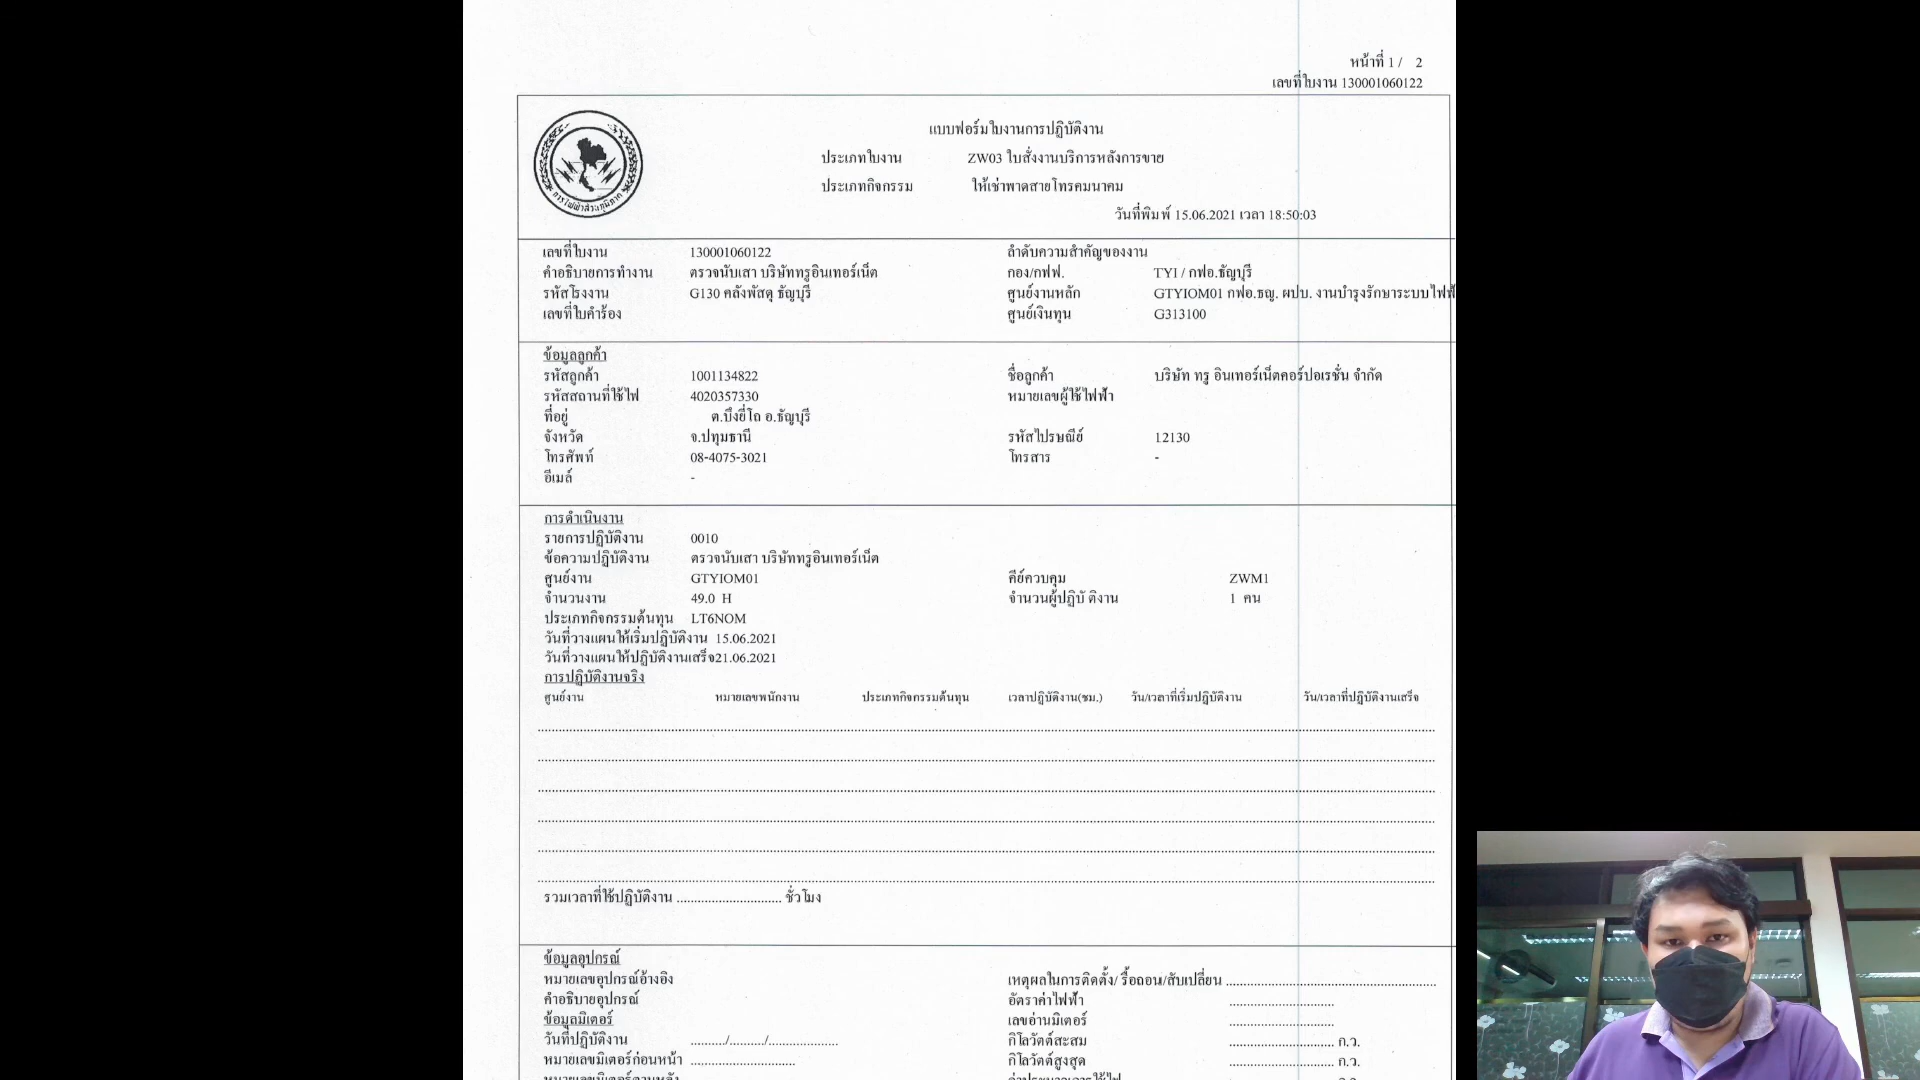 หน้าที่ 1 / 2
เลขที่ใบงาน 130001060122
การไฟฟ้าส่วนภูมิภาค
แบบฟอร์มใบงานการปฏิบัติงาน
ประเภทใบงาน ZW03 ใบสั่งงานบริการหลังการขาย
ประเภทกิจกรรม ให้เช่าพาดสายโทรคมนาคม
วันที่พิมพ์ 15.06.2021 เวลา 18:50:03
เลขที่ใบงาน 130001060122 ลำดับความสำคัญของงาน
คำอธิบายการทำงาน ตรวจนับเสา บริษัททรูอินเทอร์เน็ต กอง/กฟฟ. TYI / กฟอ.ธัญบุรี
รหัสโรงงาน G130 คลังพัสดุ ธัญบุรี ศูนย์งานหลัก GTYIOM01 กฟอ.ธญ. ผปบ. งานบำรุงรักษาระบบไฟฟ้
เลขที่ใบคำร้อง ศูนย์เงินทุน G313100
ข้อมูลลูกค้า
รหัสลูกค้า 1001134822 ชื่อลูกค้า บริษัท ทรู อินเทอร์เน็ตคอร์ปอเรชั่น จำกัด
รหัสสถานที่ใช้ไฟ 4020357330 หมายเลขผู้ใช้ไฟฟ้า
ที่อยู่ ต.บึงยี่โถ อ.ธัญบุรี
จังหวัด จ.ปทุมธานี รหัสไปรษณีย์ 12130
โทรศัพท์ 08-4075-3021 โทรสาร -
อีเมล์ -
การดำเนินงาน
รายการปฏิบัติงาน 0010
ข้อความปฏิบัติงาน ตรวจนับเสา บริษัททรูอินเทอร์เน็ต
ศูนย์งาน GTYIOM01 คีย์ควบคุม ZWM1
จำนวนงาน 49.0 H จำนวนผู้ปฏิบัติงาน 1 คน
ประเภทกิจกรรมต้นทุน LT6NOM
วันที่วางแผนให้เริ่มปฏิบัติงาน 15.06.2021
วันที่วางแผนให้ปฏิบัติงานเสร็จ21.06.2021
การปฏิบัติงานจริง
ศูนย์งาน หมายเลขพนักงาน ประเภทกิจกรรมต้นทุน เวลาปฏิบัติงาน(ชม.) วัน/เวลาที่เริ่มปฏิบัติงาน วัน/เวลาที่ปฏิบัติงานเสร็จ
รวมเวลาที่ใช้ปฏิบัติงาน .............................. ชั่วโมง
ข้อมูลอุปกรณ์
หมายเลขอุปกรณ์อ้างอิง เหตุผลในการติดตั้ง/ รื้อถอน/สับเปลี่ยน ..............................
คำอธิบายอุปกรณ์ อัตราค่าไฟฟ้า ..............................
ข้อมูลมิเตอร์ เลขอ่านมิเตอร์ ..............................
วันที่ปฏิบัติงาน ........../........../.................... กิโลวัตต์สะสม .............................. ก.ว.
หมายเลขมิเตอร์ก่อนหน้า .............................. กิโลวัตต์สูงสุด .............................. ก.ว.